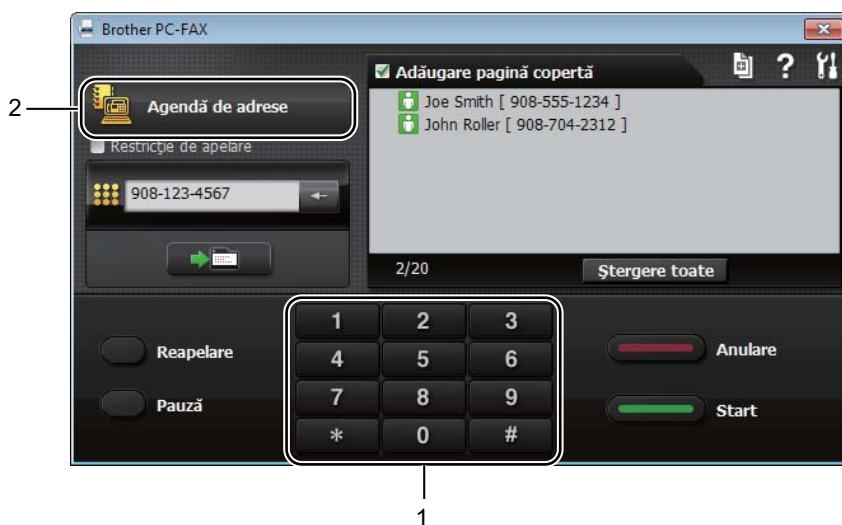 Brother PC-FAX
2
Agendă de adrese
Adăugare pagină copertă
?
Joe Smith [ 908-555-1234 ]
John Roller [ 908-704-2312 ]
Restricţie de apelare
908-123-4567
2/20
Ştergere toate
1 2 3
4 5 6
7 8 9
* 0 #
Reapelare
Pauză
Anulare
Start
1